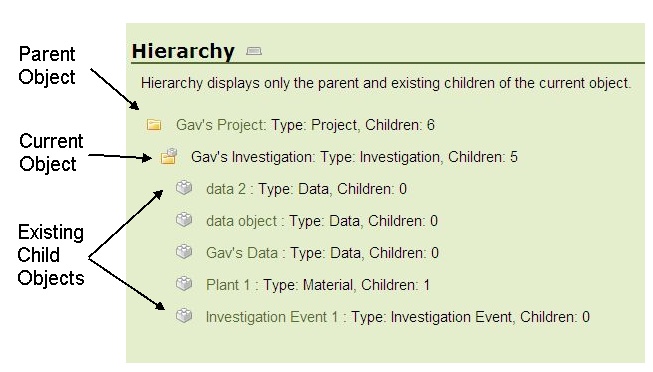 Hierarchy
Hierarchy displays only the parent and existing children of the current object.
Parent
Object
Gav's Project: Type: Project, Children: 6
Current
Object
Gav's Investigation: Type: Investigation, Children: 5
data 2 : Type: Data, Children: 0
data object : Type: Data, Children: 0
Existing
Child
Objects
Gav's Data : Type: Data, Children: 0
Plant 1 : Type: Material, Children: 1
Investigation Event 1 : Type: Investigation Event, Children: 0